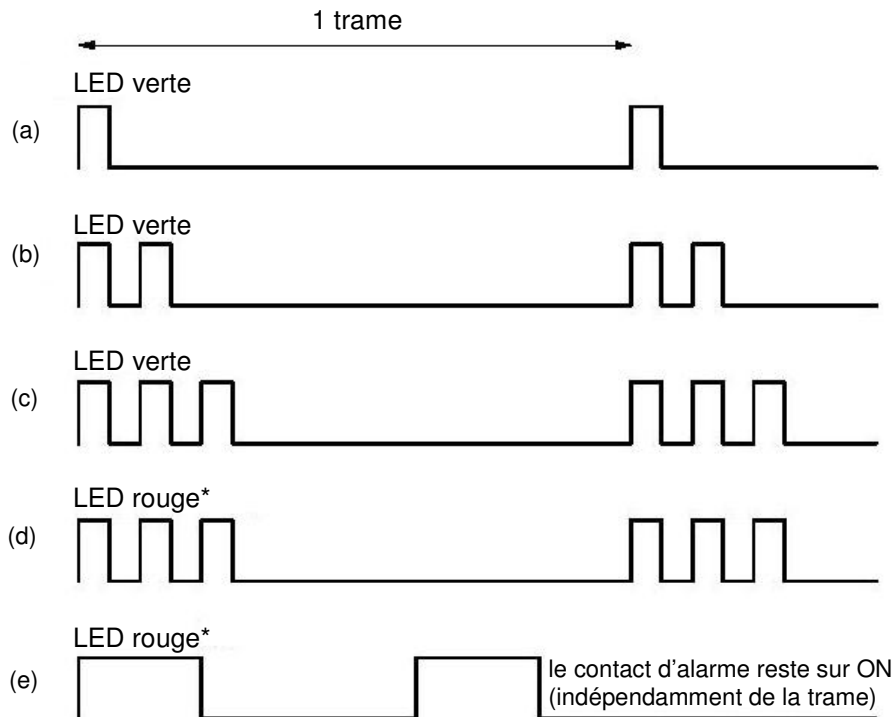 1 trame
LED verte
(a)
LED verte
(b)
LED verte
(c)
LED rouge*
(d)
LED rouge*
(e)
le contact d'alarme reste sur ON
(indépendamment de la trame)